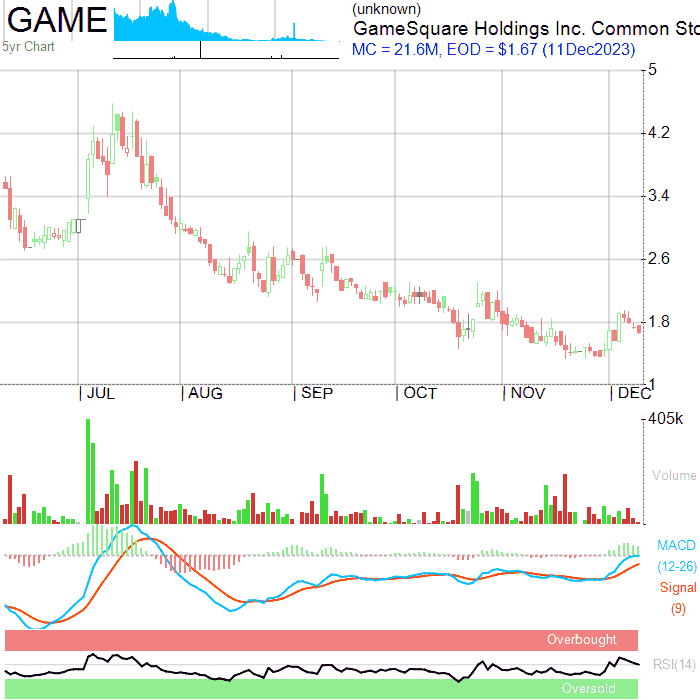 GAME
5yr Chart
(unknown)
GameSquare Holdings Inc. Common Sto
MC = 21.6M, EOD = $1.67 (11Dec2023)
5
4.2
3.4
2.6
1.8
1
JUL AUG SEP OCT NOV DEC
405k
Volume
MACD
(12-26)
Signal
(9)
Overbought
RSI(14)
Oversold